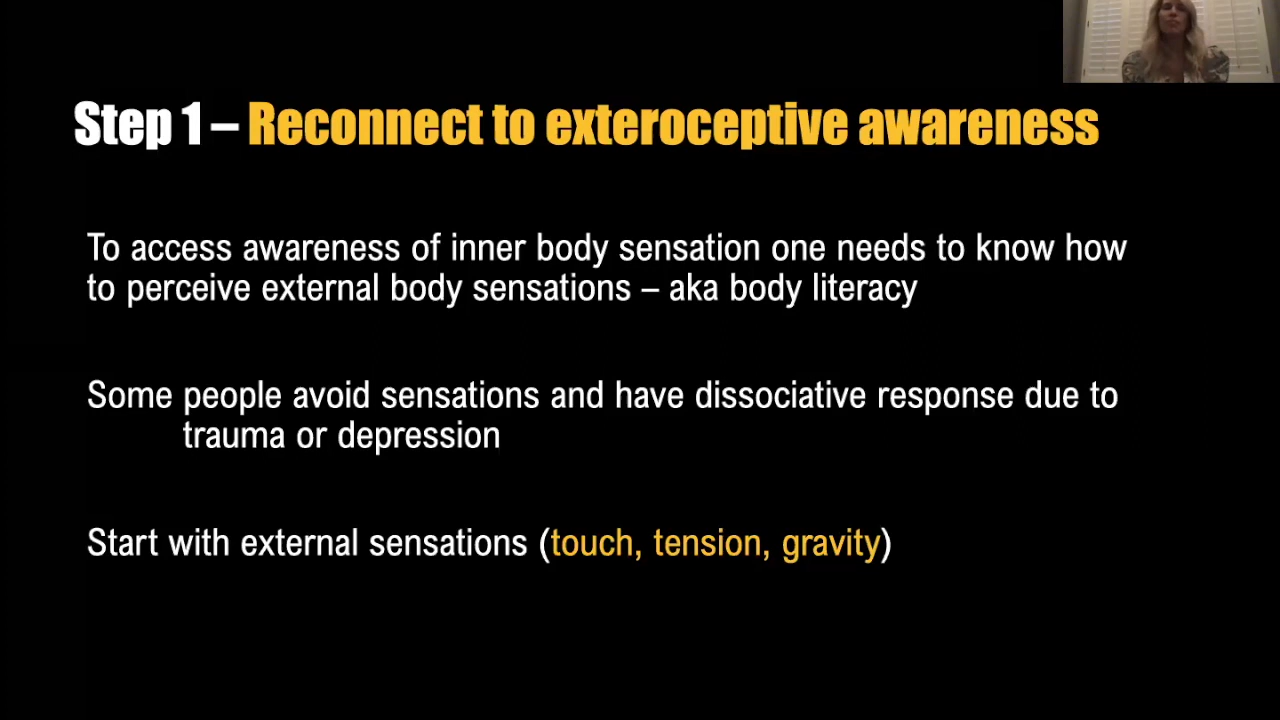 Step 1 – Reconnect to exteroceptive awareness
To access awareness of inner body sensation one needs to know how
to perceive external body sensations – aka body literacy
Some people avoid sensations and have dissociative response due to
trauma or depression
Start with external sensations (touch, tension, gravity)